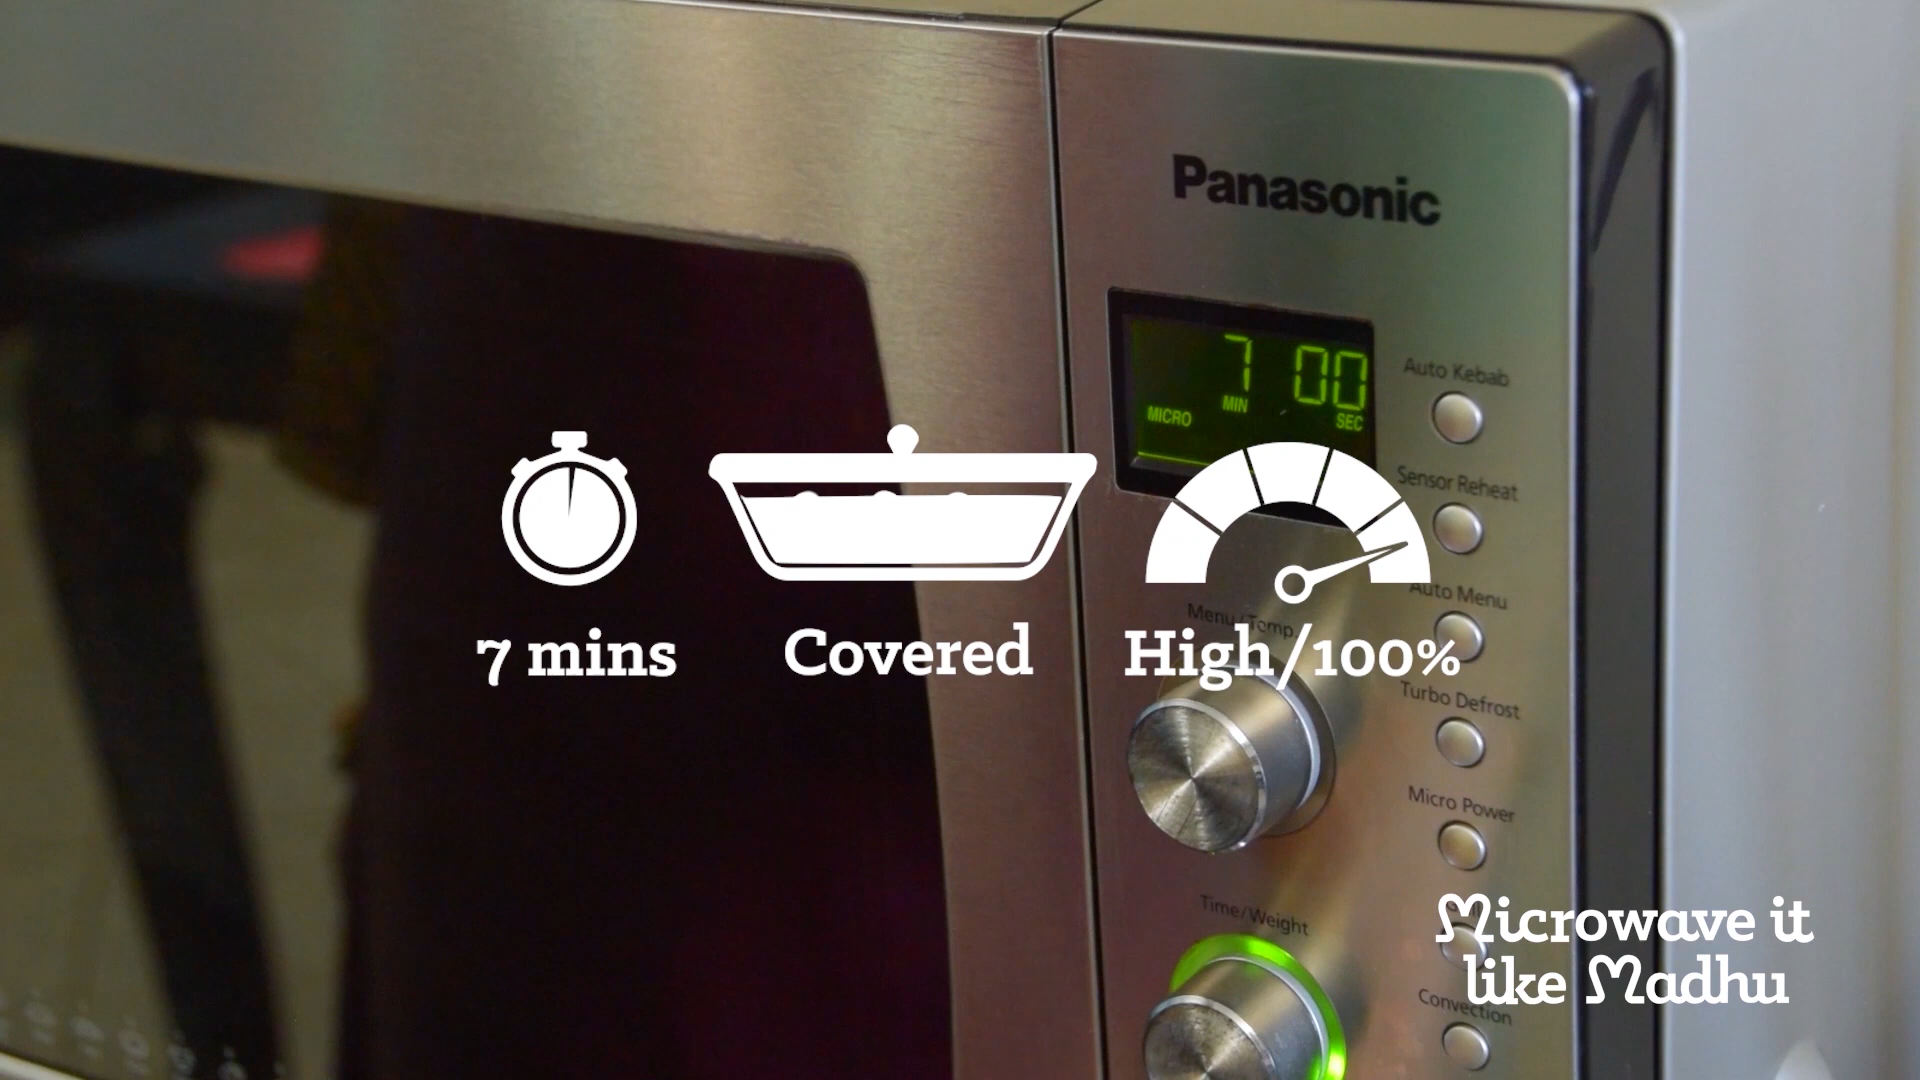 Panasonic
7 00
MICRO MIN SEC
Auto Kebab
Sensor Reheat
Auto Menu
Menu/Temp.
7 mins
Covered
High/100%
Turbo Defrost
Micro Power
Time/Weight
Convection
Microwave it
like Madhu